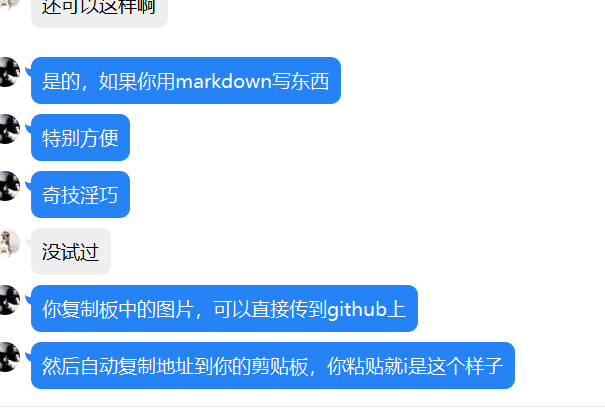 还可以这样啊
是的，如果你用markdown写东西
特别方便
奇技淫巧
没试过
你复制板中的图片，可以直接传到github上
然后自动复制地址到你的剪贴板，你粘贴就i是这个样子